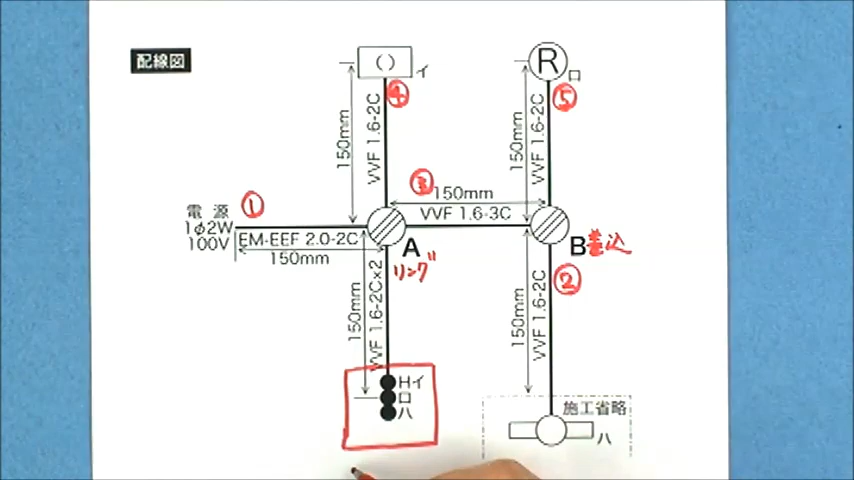 配線図
イ
R
ロ
④
⑤
150mm
VVF 1.6-2C
150mm
VVF 1.6-2C
①
③
150mm
VVF 1.6-3C
電源
1φ2W
100V
EM-EEF 2.0-2C
150mm
A
リング
B
差込
②
150mm
VVF 1.6-2C×2
150mm
VVF 1.6-2C
Hイ
ロ
ハ
施工省略
ハ